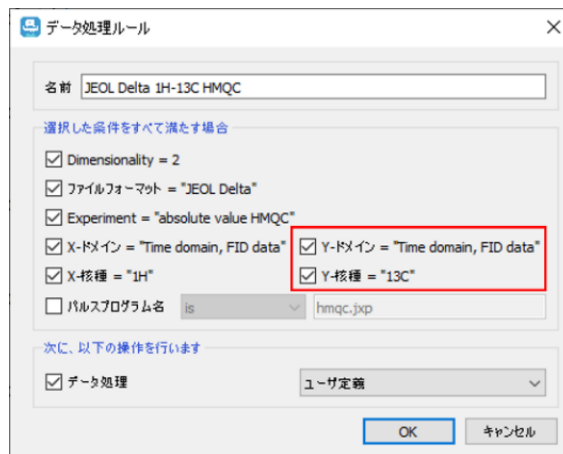 データ処理ルール
名前 JEOL Delta 1H-13C HMQC
選択した条件をすべて満たす場合
Dimensionality = 2
ファイルフォーマット = "JEOL Delta"
Experiment = "absolute value HMQC"
X-ドメイン = "Time domain, FID data" Y-ドメイン = "Time domain, FID data"
X-核種 = "1H" Y-核種 = "13C"
パルスプログラム名 is hmqc.jxp
次に、以下の操作を行います
データ処理 ユーザ定義
OK キャンセル